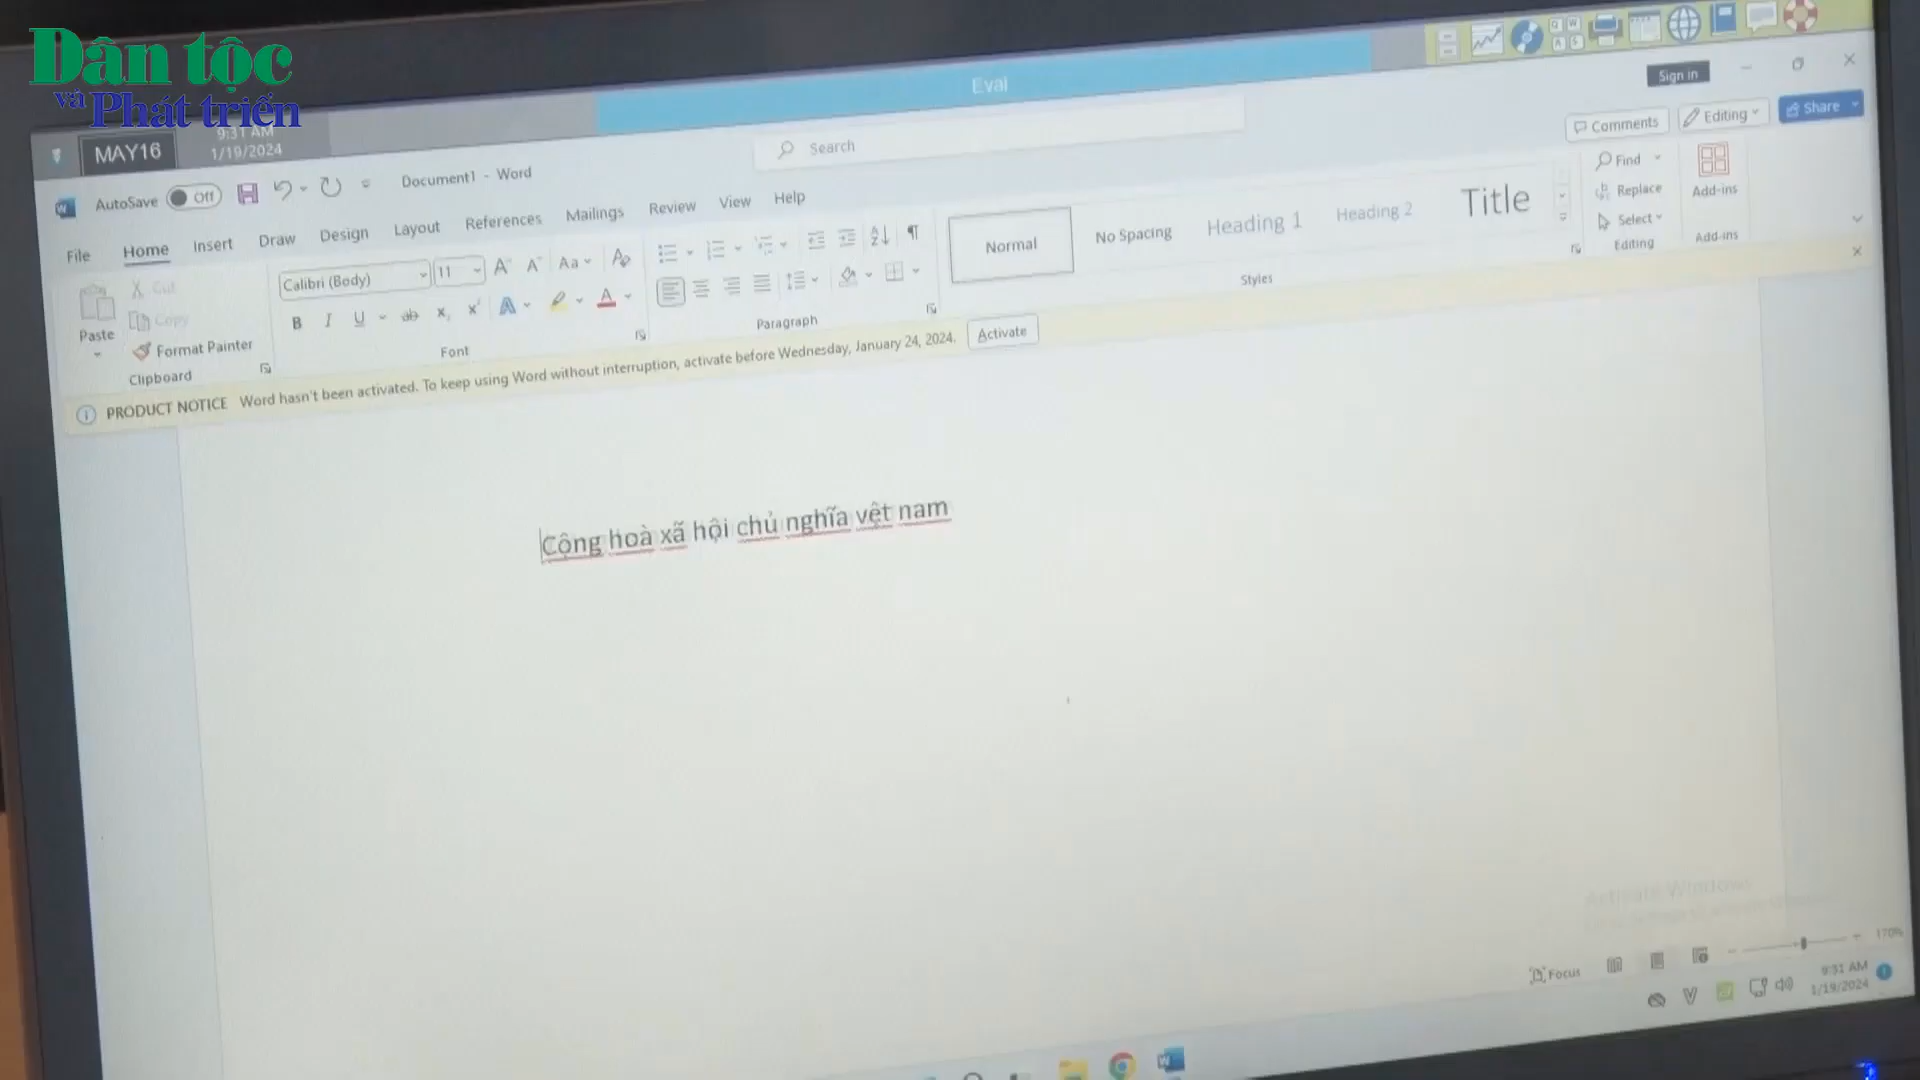 Dân tộc
và Phát triển
Eval
MAY16
9:31 AM
1/19/2024
Sign in
AutoSave Off
Document1 - Word
Search
Comments
Editing
Share
File Home Insert Draw Design Layout References Mailings Review View Help
Paste
Cut
Copy
Format Painter
Clipboard
Calibri (Body)
11
Font
Paragraph
Normal
No Spacing
Heading 1
Heading 2
Title
Styles
Find
Replace
Select
Editing
Add-ins
Add-ins
PRODUCT NOTICE Word hasn't been activated. To keep using Word without interruption, activate before Wednesday, January 24, 2024. Activate
Cộng hoà xã hội chủ nghĩa vệt nam
Activate Windows
Focus
170%
9:31 AM
1/19/2024